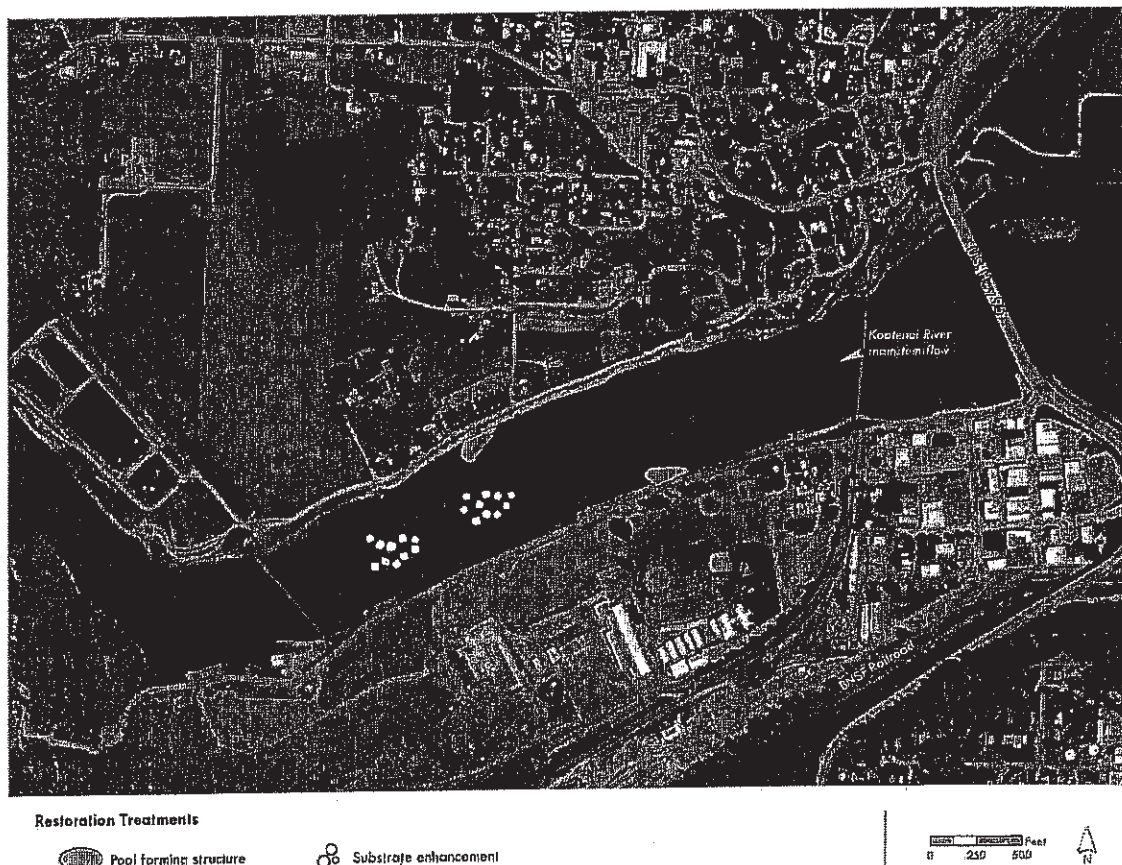 Kootenai River
mainstem flow
BNSF Railroad
Restoration Treatments
Pool forming structure
Substrate enhancement
Feet
0 250 500
N